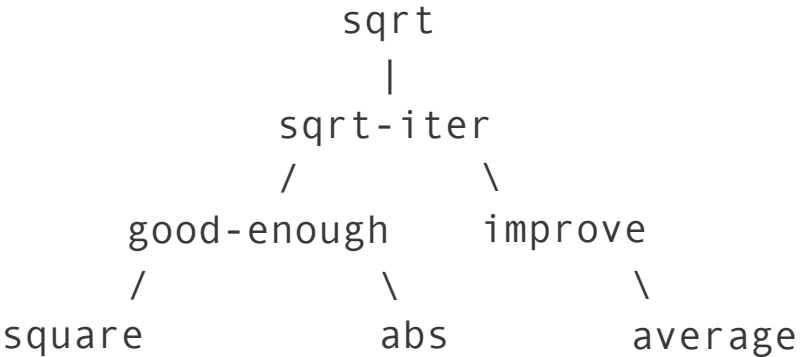 sqrt
|
sqrt-iter
/ \
good-enough improve
/ \ \
square abs average